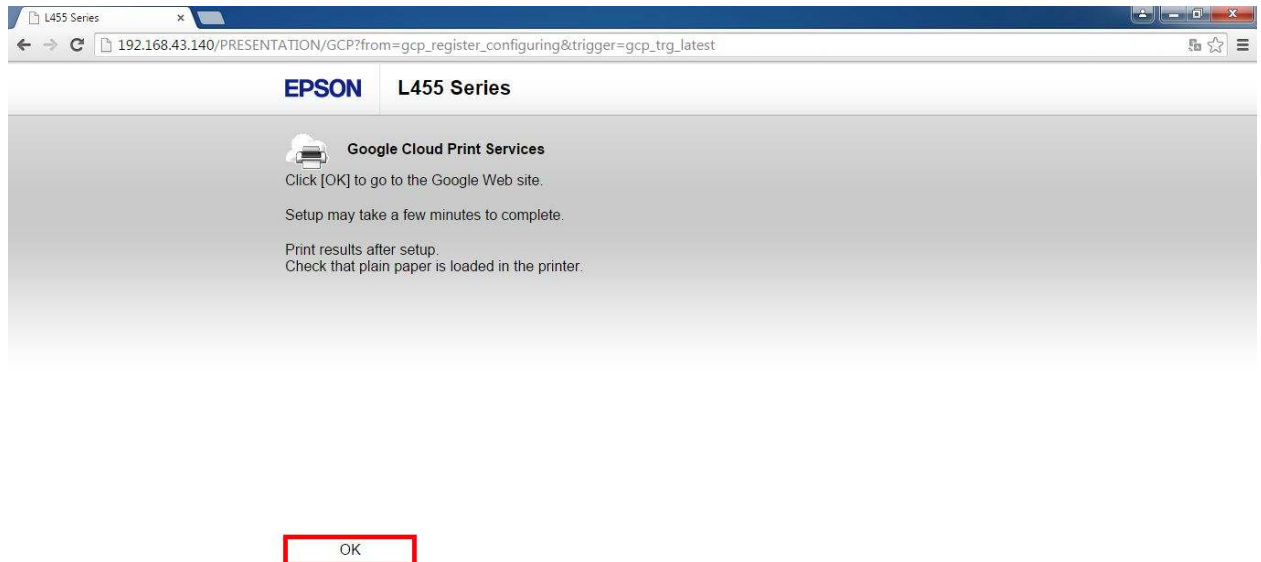 L455 Series
192.168.43.140/PRESENTATION/GCP?from=gcp_register_configuring&trigger=gcp_trg_latest
EPSON L455 Series
Google Cloud Print Services
Click [OK] to go to the Google Web site.
Setup may take a few minutes to complete.
Print results after setup.
Check that plain paper is loaded in the printer.
OK